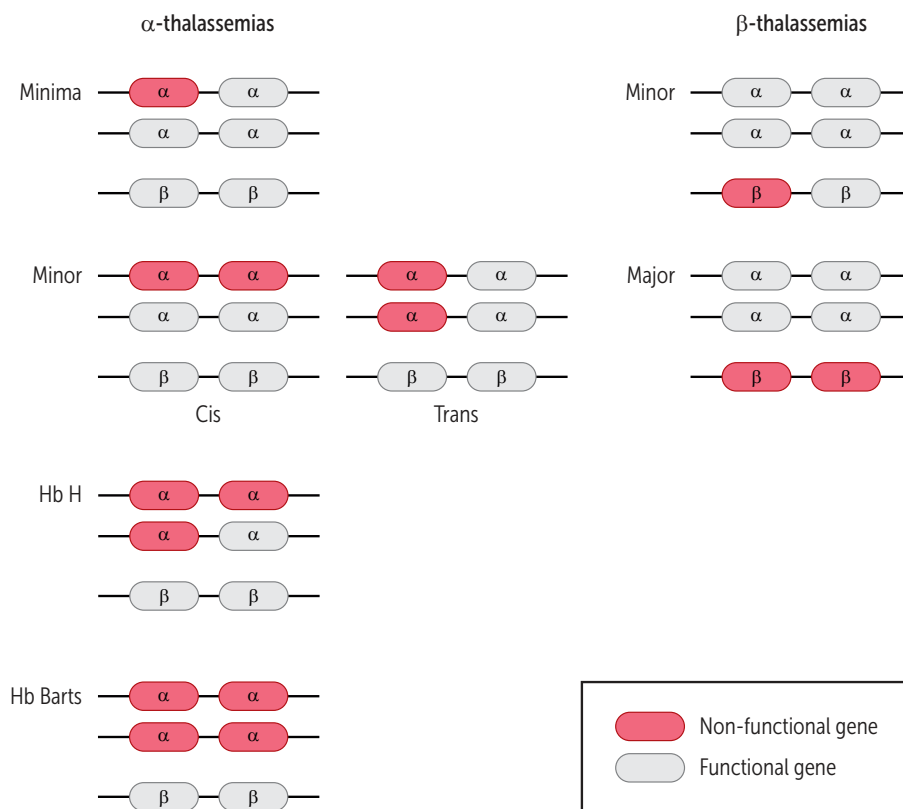 α-thalassemias
β-thalassemias
Minima α α
α α
β β
Minor α α
α α
β β
Minor α α α α
α α α α
β β β β
Cis Trans
Major α α
α α
β β
Hb H α α
α α
β β
Hb Barts α α
α α
β β
Non-functional gene
Functional gene